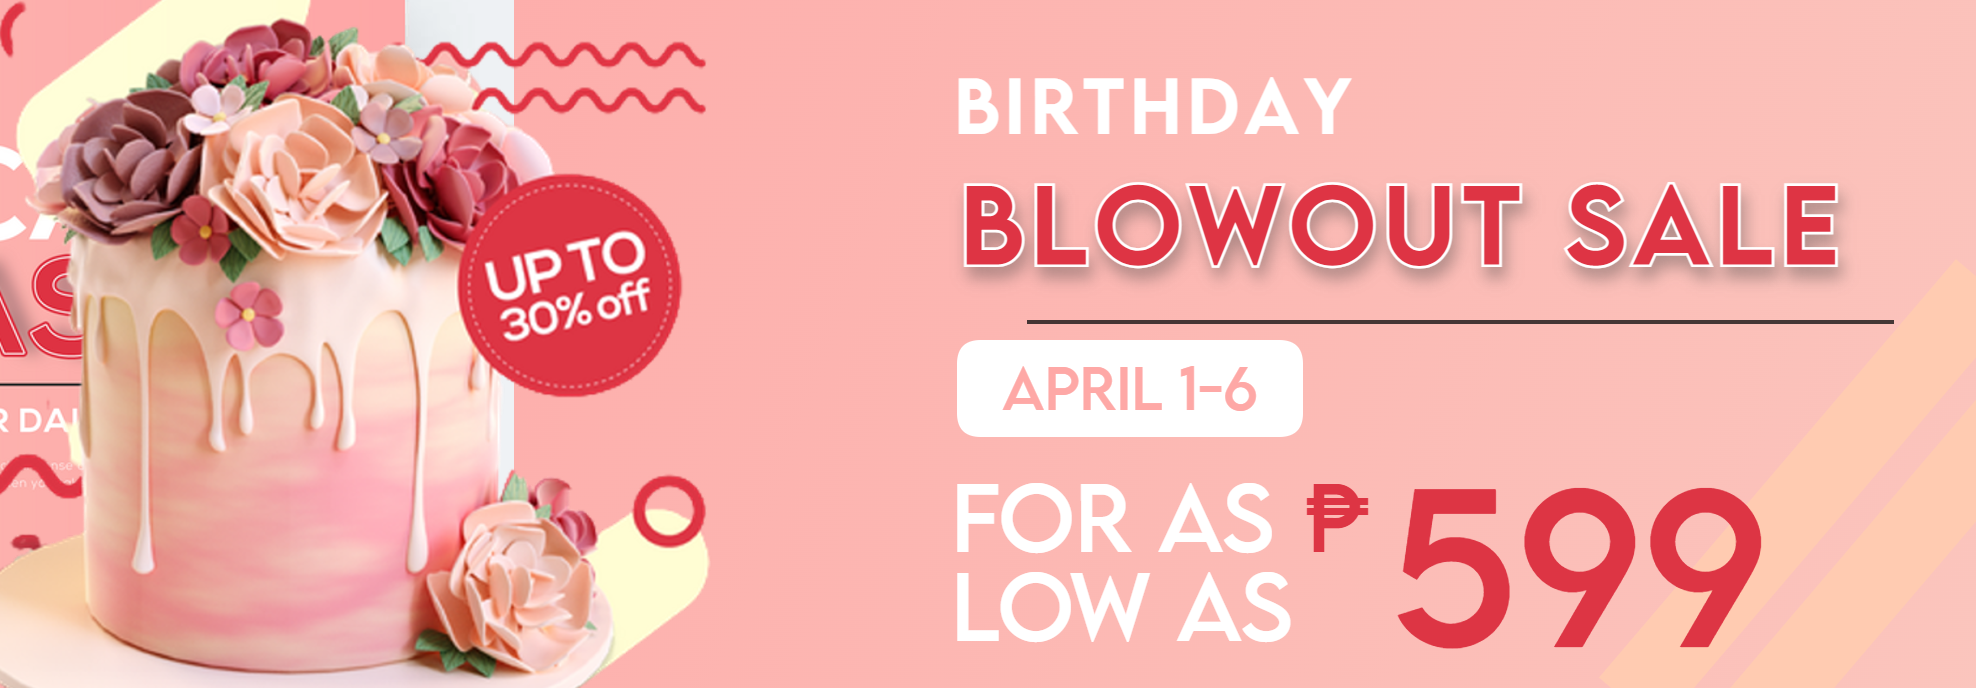 UP TO
30% off
BIRTHDAY
BLOWOUT SALE
APRIL 1-6
FOR AS
LOW AS
₱599